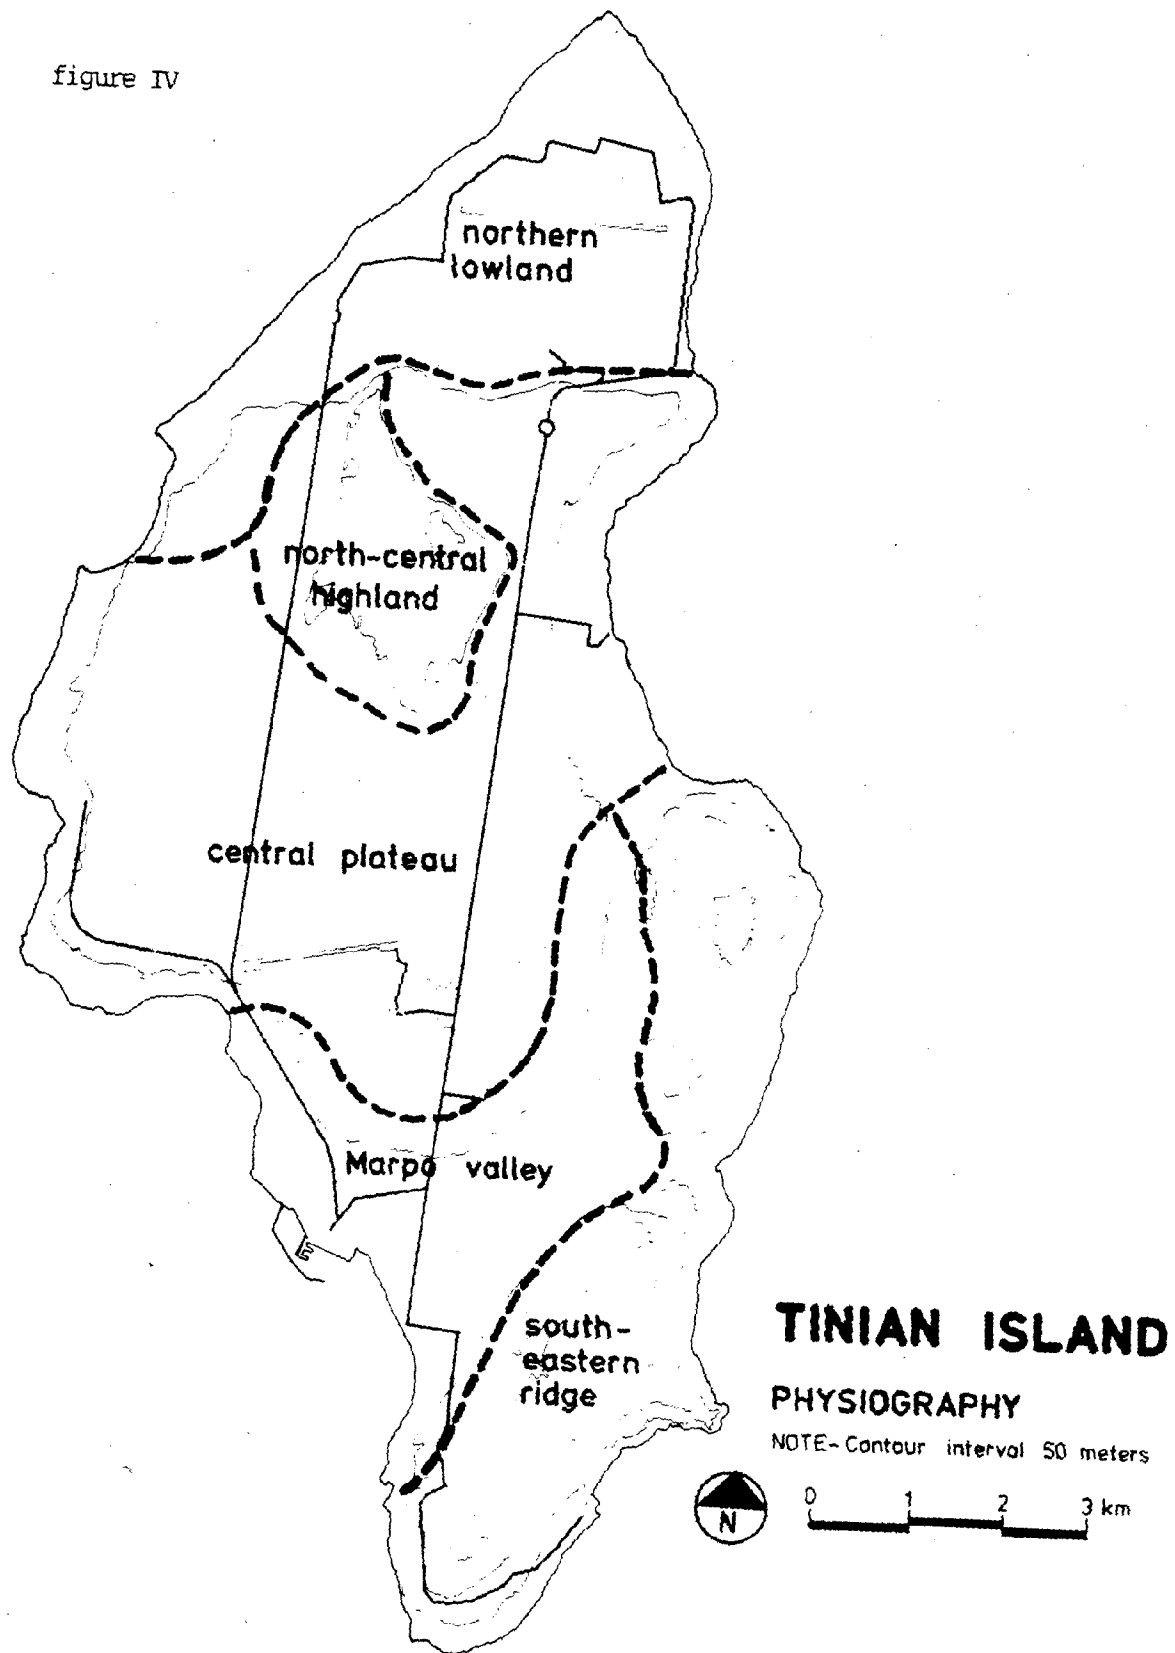 figure IV
northern
lowland
north-central
highland
central plateau
Marpo valley
south-
eastern
ridge
TINIAN ISLAND
PHYSIOGRAPHY
NOTE-Contour interval 50 meters
N
0 1 2 3 km